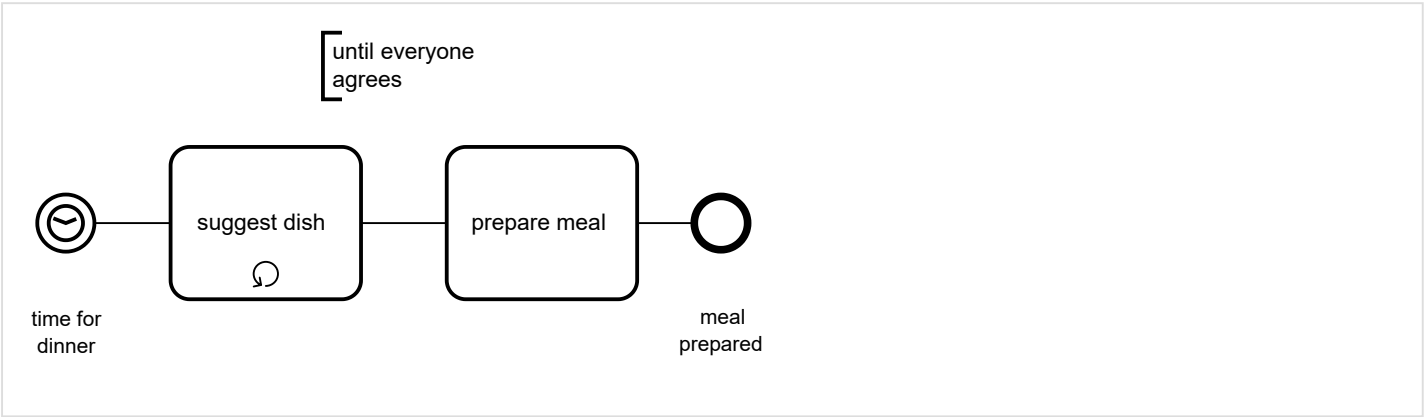 until everyone
agrees
suggest dish
prepare meal
time for
dinner
meal
prepared